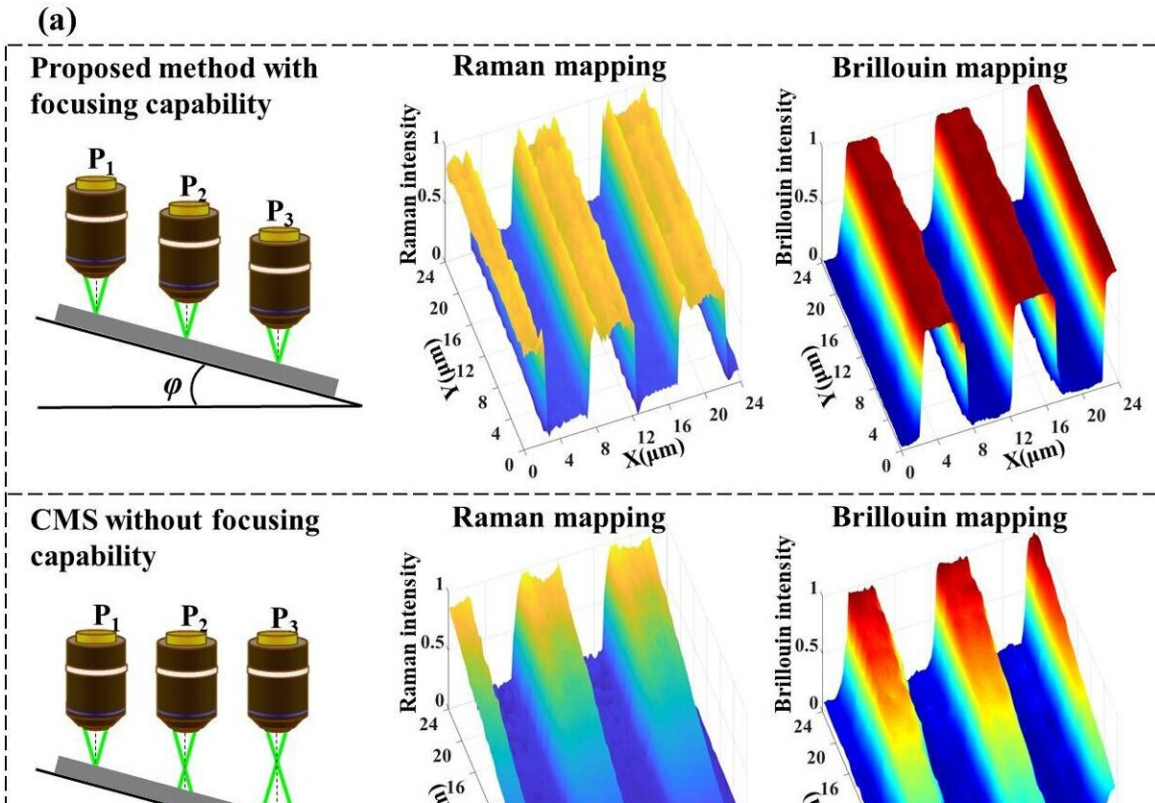 (a)
Proposed method with
focusing capability
P1
P2
P3
φ
Raman mapping
Raman intensity
1
0.5
0
24
20
16
12
8
4
0
Y(μm)
0
4
8
12
16
20
24
X(μm)
Brillouin mapping
Brillouin intensity
1
0.5
0
24
20
16
12
8
4
0
Y(μm)
0
4
8
12
16
20
24
X(μm)
CMS without focusing
capability
P1
P2
P3
Raman mapping
Raman intensity
1
0.5
0
24
20
16
Brillouin mapping
Brillouin intensity
1
0.5
0
24
20
16